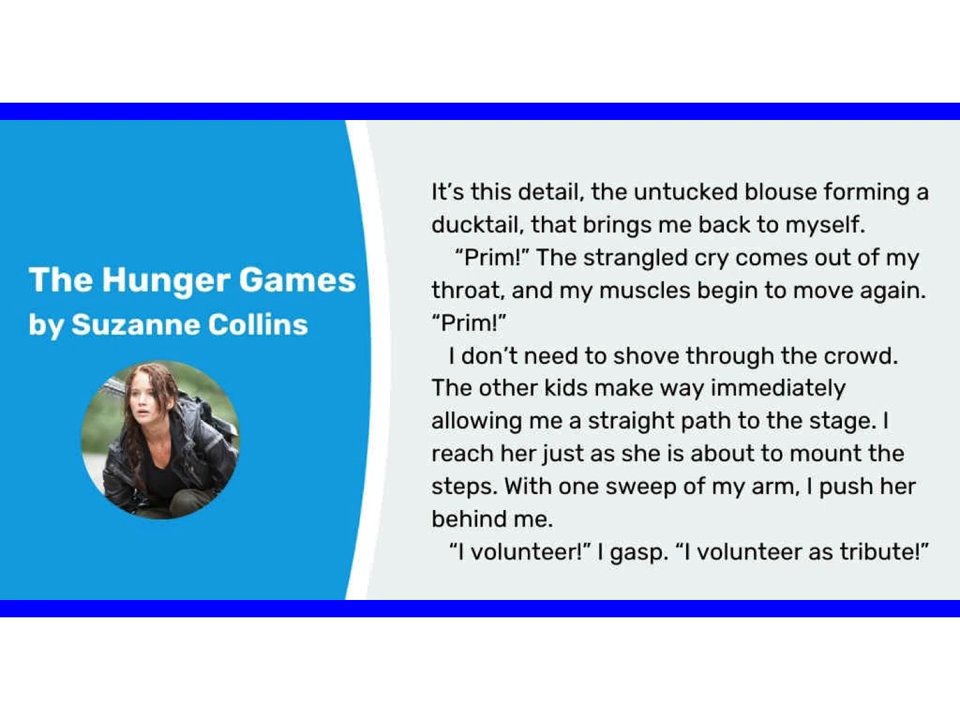 The Hunger Games
by Suzanne Collins
It’s this detail, the untucked blouse forming a
ducktail, that brings me back to myself.
“Prim!” The strangled cry comes out of my
throat, and my muscles begin to move again.
“Prim!”
I don’t need to shove through the crowd.
The other kids make way immediately
allowing me a straight path to the stage. I
reach her just as she is about to mount the
steps. With one sweep of my arm, I push her
behind me.
“I volunteer!” I gasp. “I volunteer as tribute!”